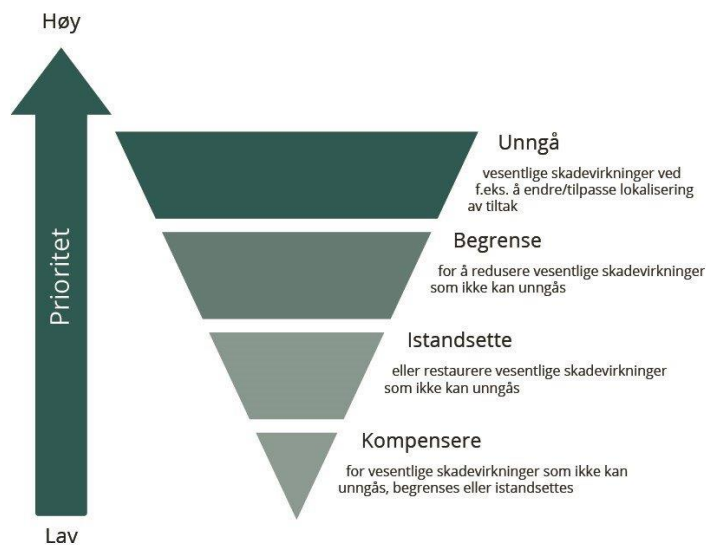 Høy
Prioritet
Lav
Unngå
vesentlige skadevirkninger ved
f.eks. å endre/tilpasse lokalisering
av tiltak
Begrense
for å redusere vesentlige skadevirkninger
som ikke kan unngås
Istandsette
eller restaurere vesentlige skadevirkninger
som ikke kan unngås
Kompensere
for vesentlige skadevirkninger som ikke kan
unngås, begrenses eller istandsettes